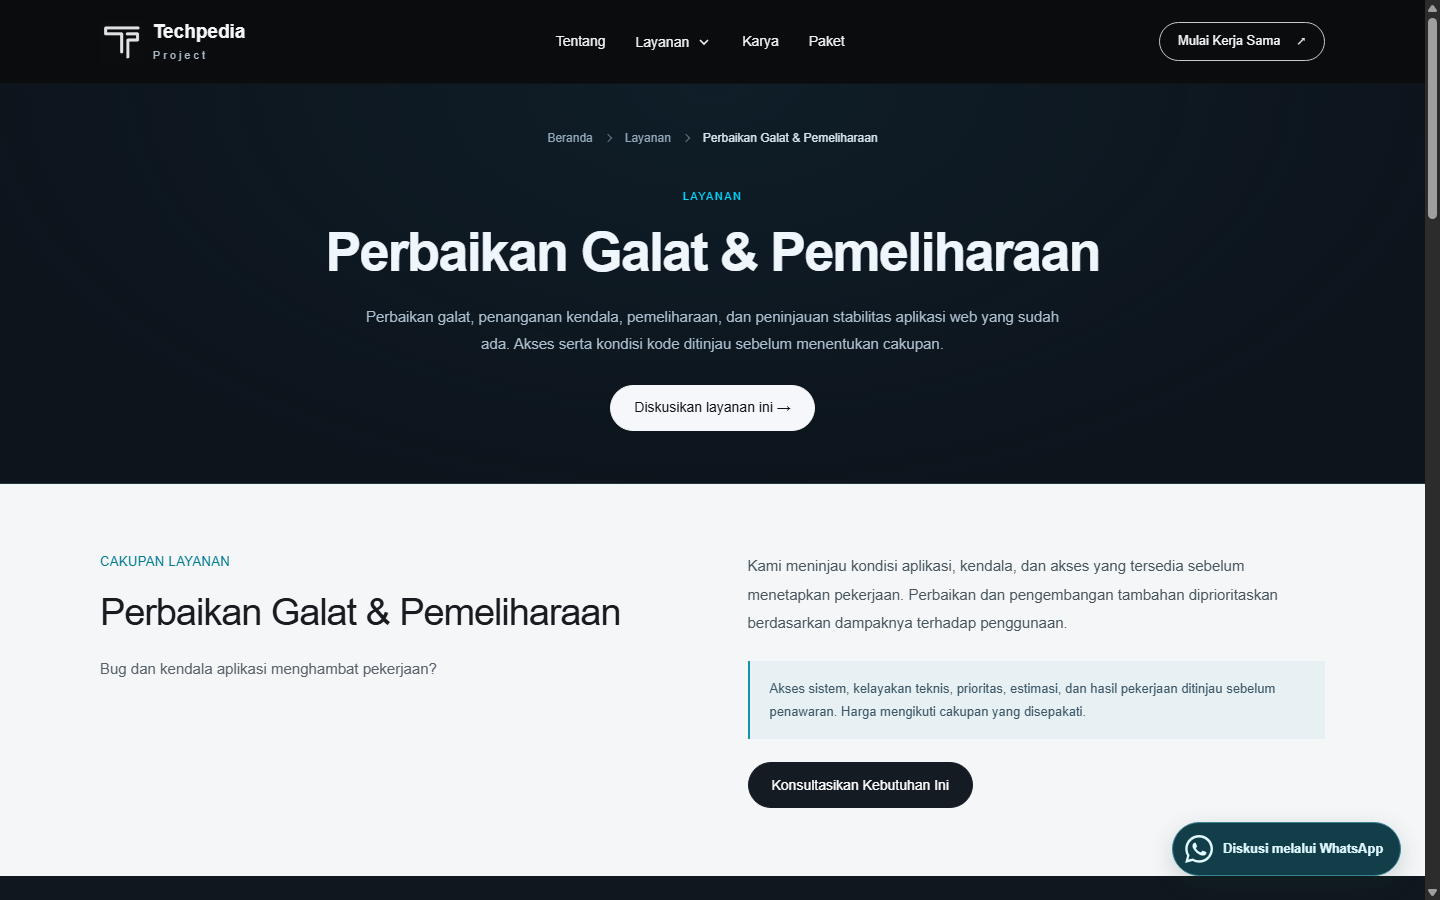 Techpedia
Project
Tentang
Layanan
Karya
Paket
Mulai Kerja Sama ↗
Beranda > Layanan > Perbaikan Galat & Pemeliharaan
LAYANAN
Perbaikan Galat & Pemeliharaan
Perbaikan galat, penanganan kendala, pemeliharaan, dan peninjauan stabilitas aplikasi web yang sudah
ada. Akses serta kondisi kode ditinjau sebelum menentukan cakupan.
Diskusikan layanan ini →
CAKUPAN LAYANAN
Perbaikan Galat & Pemeliharaan
Bug dan kendala aplikasi menghambat pekerjaan?
Kami meninjau kondisi aplikasi, kendala, dan akses yang tersedia sebelum
menetapkan pekerjaan. Perbaikan dan pengembangan tambahan diprioritaskan
berdasarkan dampaknya terhadap penggunaan.
Akses sistem, kelayakan teknis, prioritas, estimasi, dan hasil pekerjaan ditinjau sebelum
penawaran. Harga mengikuti cakupan yang disepakati.
Konsultasikan Kebutuhan Ini
Diskusi melalui WhatsApp